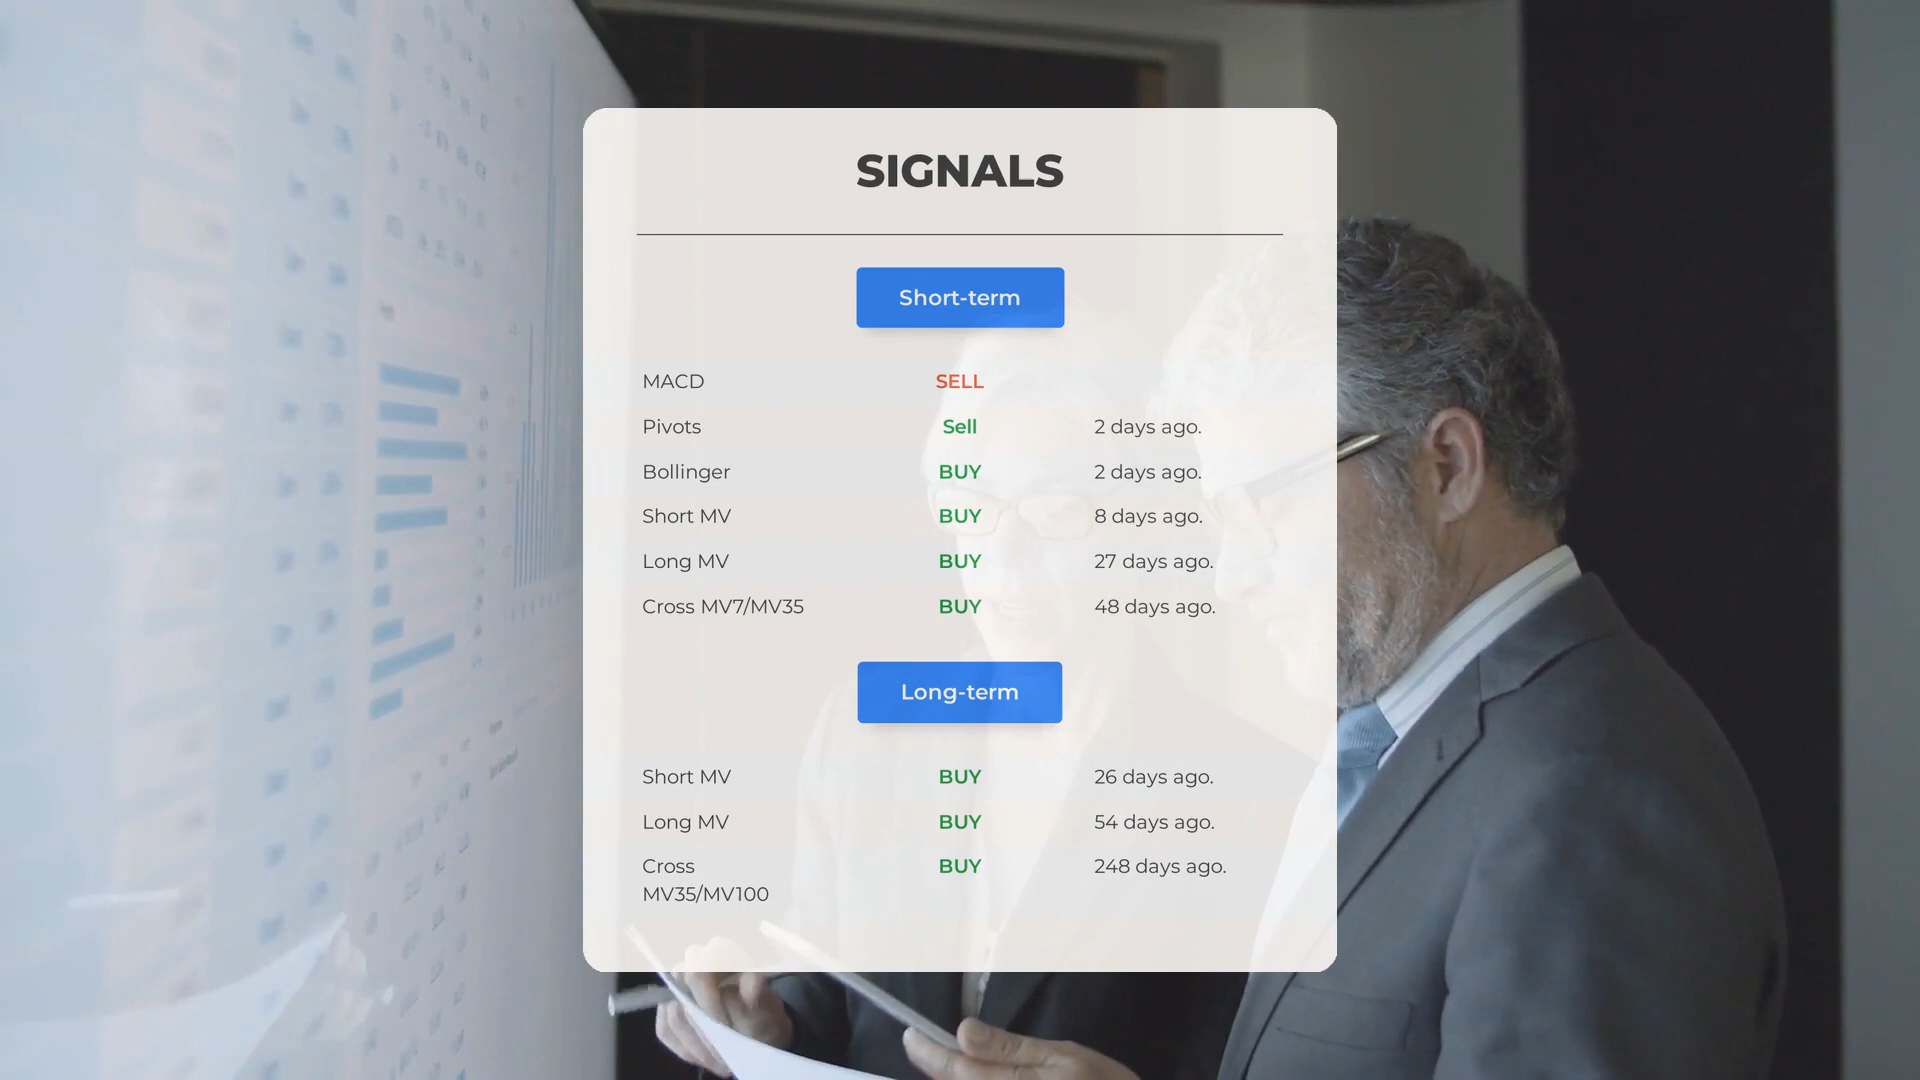 SIGNALS
Short-term
MACD SELL
Pivots Sell 2 days ago.
Bollinger BUY 2 days ago.
Short MV BUY 8 days ago.
Long MV BUY 27 days ago.
Cross MV7/MV35 BUY 48 days ago.
Long-term
Short MV BUY 26 days ago.
Long MV BUY 54 days ago.
Cross BUY 248 days ago.
MV35/MV100